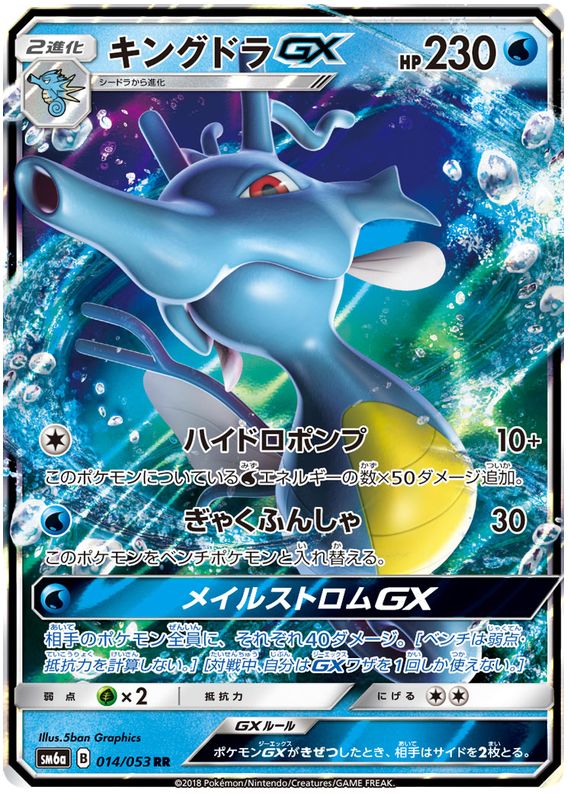 2進化 キングドラGX HP230
シードラから進化
ハイドロポンプ 10+
このポケモンについている エネルギーの数×50ダメージ追加。
ぎゃくふんしゃ 30
このポケモンをベンチポケモンと入れ替える。
メイルストロムGX
相手のポケモン全員に、それぞれ40ダメージ。[ベンチは弱点・
抵抗力を計算しない。] [対戦中、自分はGXワザを1回しか使えない。]
弱点 ×2 抵抗力 にげる
Illus.5ban Graphics
GXルール
SM6a B 014/053 RR
ポケモンGXがきぜつしたとき、相手はサイドを2枚とる。
©2018 Pokémon/Nintendo/Creatures/GAME FREAK.